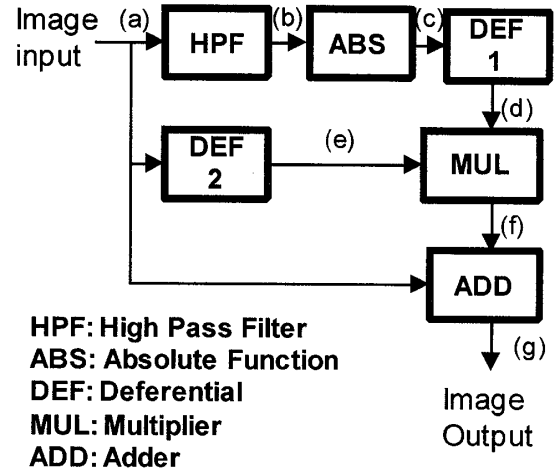 Image
input
(a)
HPF
(b)
ABS
(c)
DEF
1
(d)
DEF
2
(e)
MUL
(f)
ADD
(g)
HPF: High Pass Filter
ABS: Absolute Function
DEF: Deferential
MUL: Multiplier
ADD: Adder
Image
Output